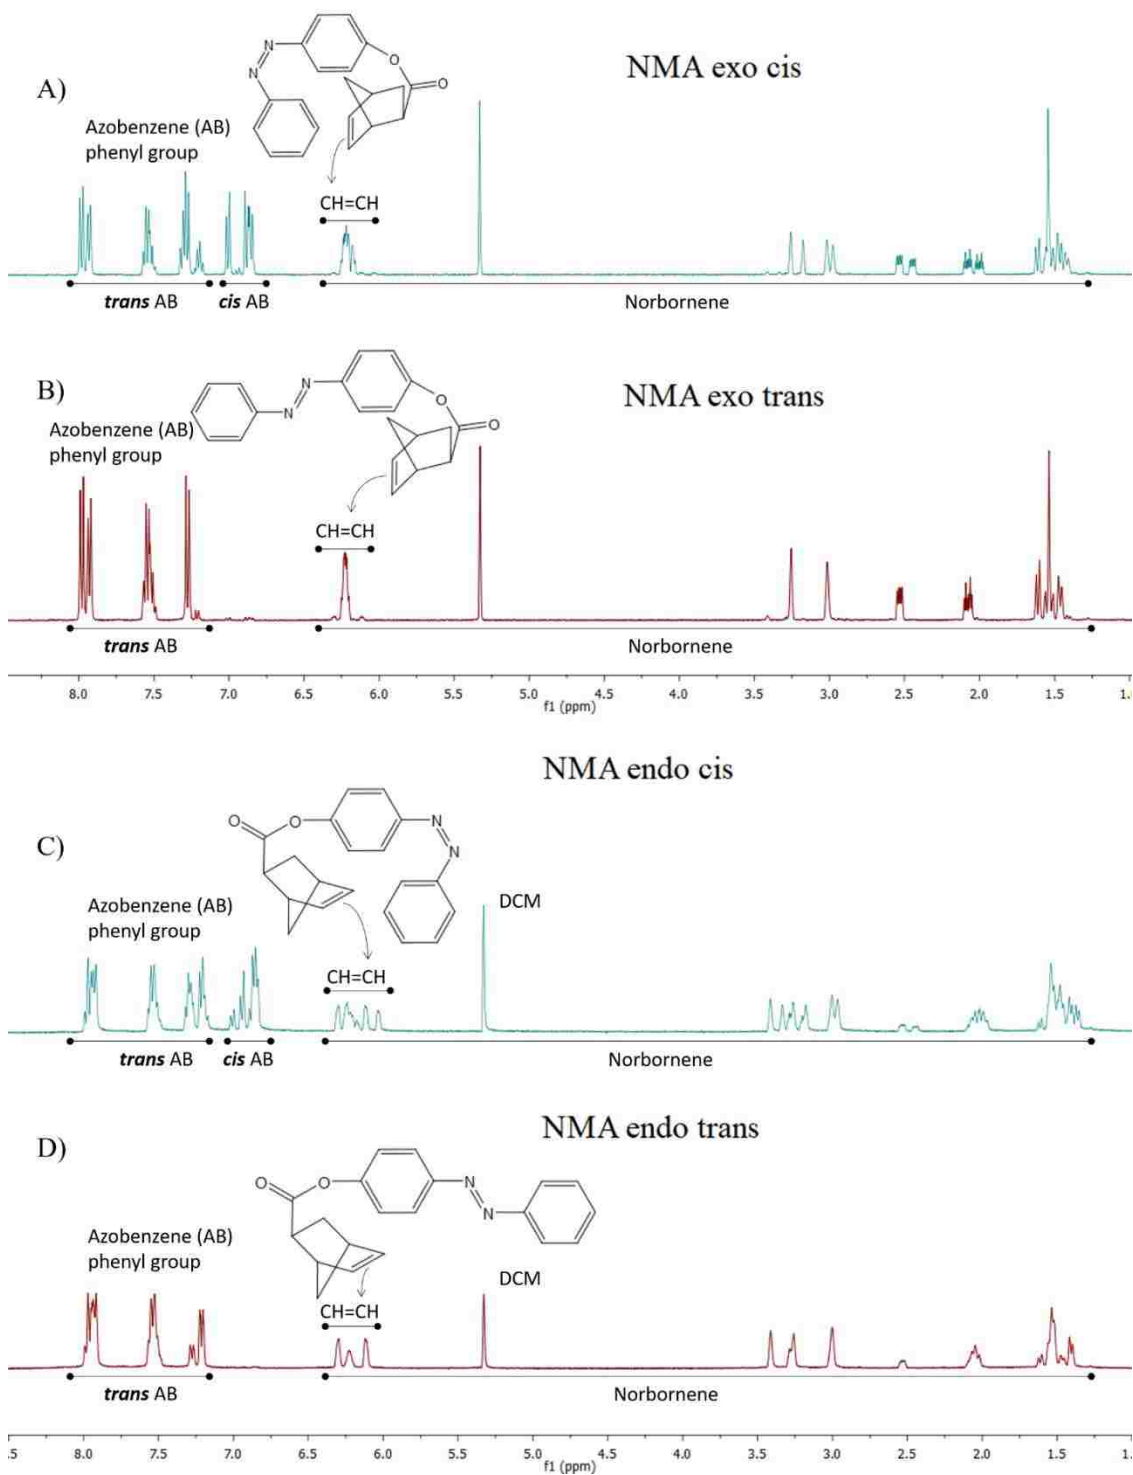 NMA exo cis
A)
N
N
O
O
Azobenzene (AB)
phenyl group
CH=CH
trans AB
cis AB
Norbornene
B)
NMA exo trans
N
N
O
O
Azobenzene (AB)
phenyl group
CH=CH
trans AB
Norbornene
8.0 7.5 7.0 6.5 6.0 5.5 5.0 4.5 4.0 3.5 3.0 2.5 2.0 1.5 1.0
f1 (ppm)
NMA endo cis
C)
O
O
N
N
Azobenzene (AB)
phenyl group
DCM
CH=CH
trans AB
cis AB
Norbornene
NMA endo trans
D)
O
O
N
N
Azobenzene (AB)
phenyl group
DCM
CH=CH
trans AB
Norbornene
.5 8.0 7.5 7.0 6.5 6.0 5.5 5.0 4.5 4.0 3.5 3.0 2.5 2.0 1.5 1.
f1 (ppm)